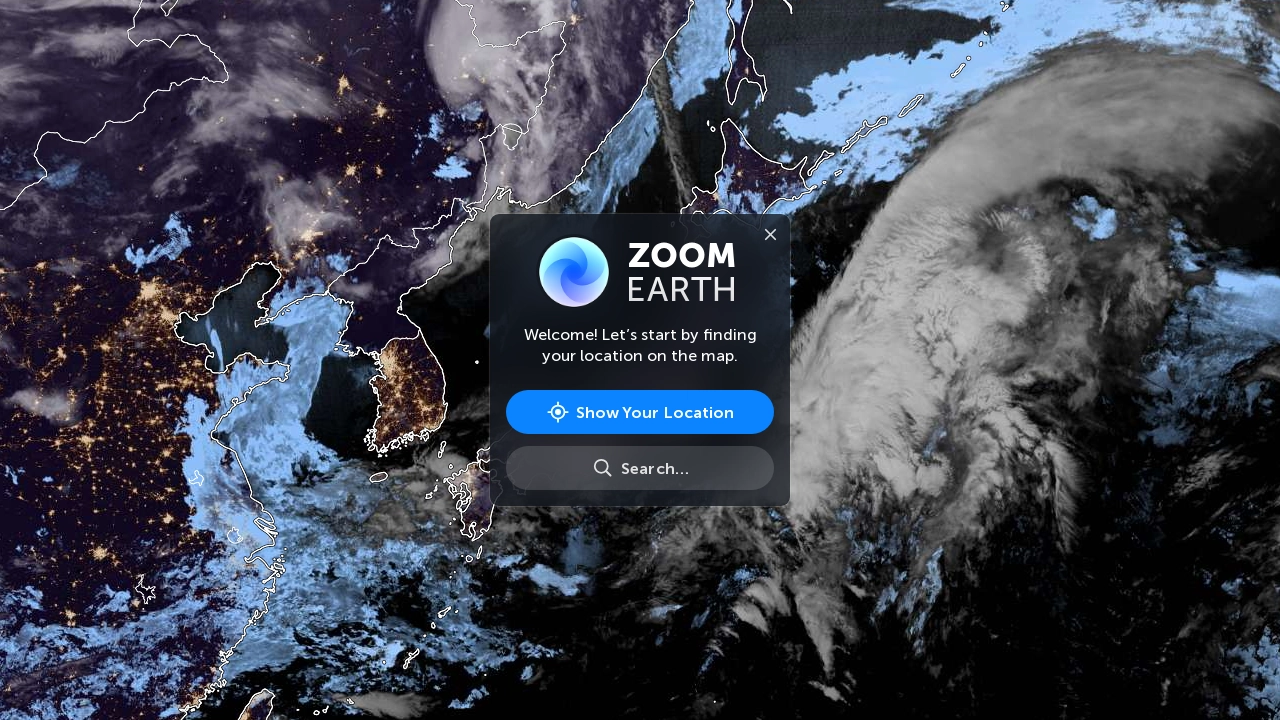 ZOOM
EARTH
Welcome! Let’s start by finding
your location on the map.
Show Your Location
Search…